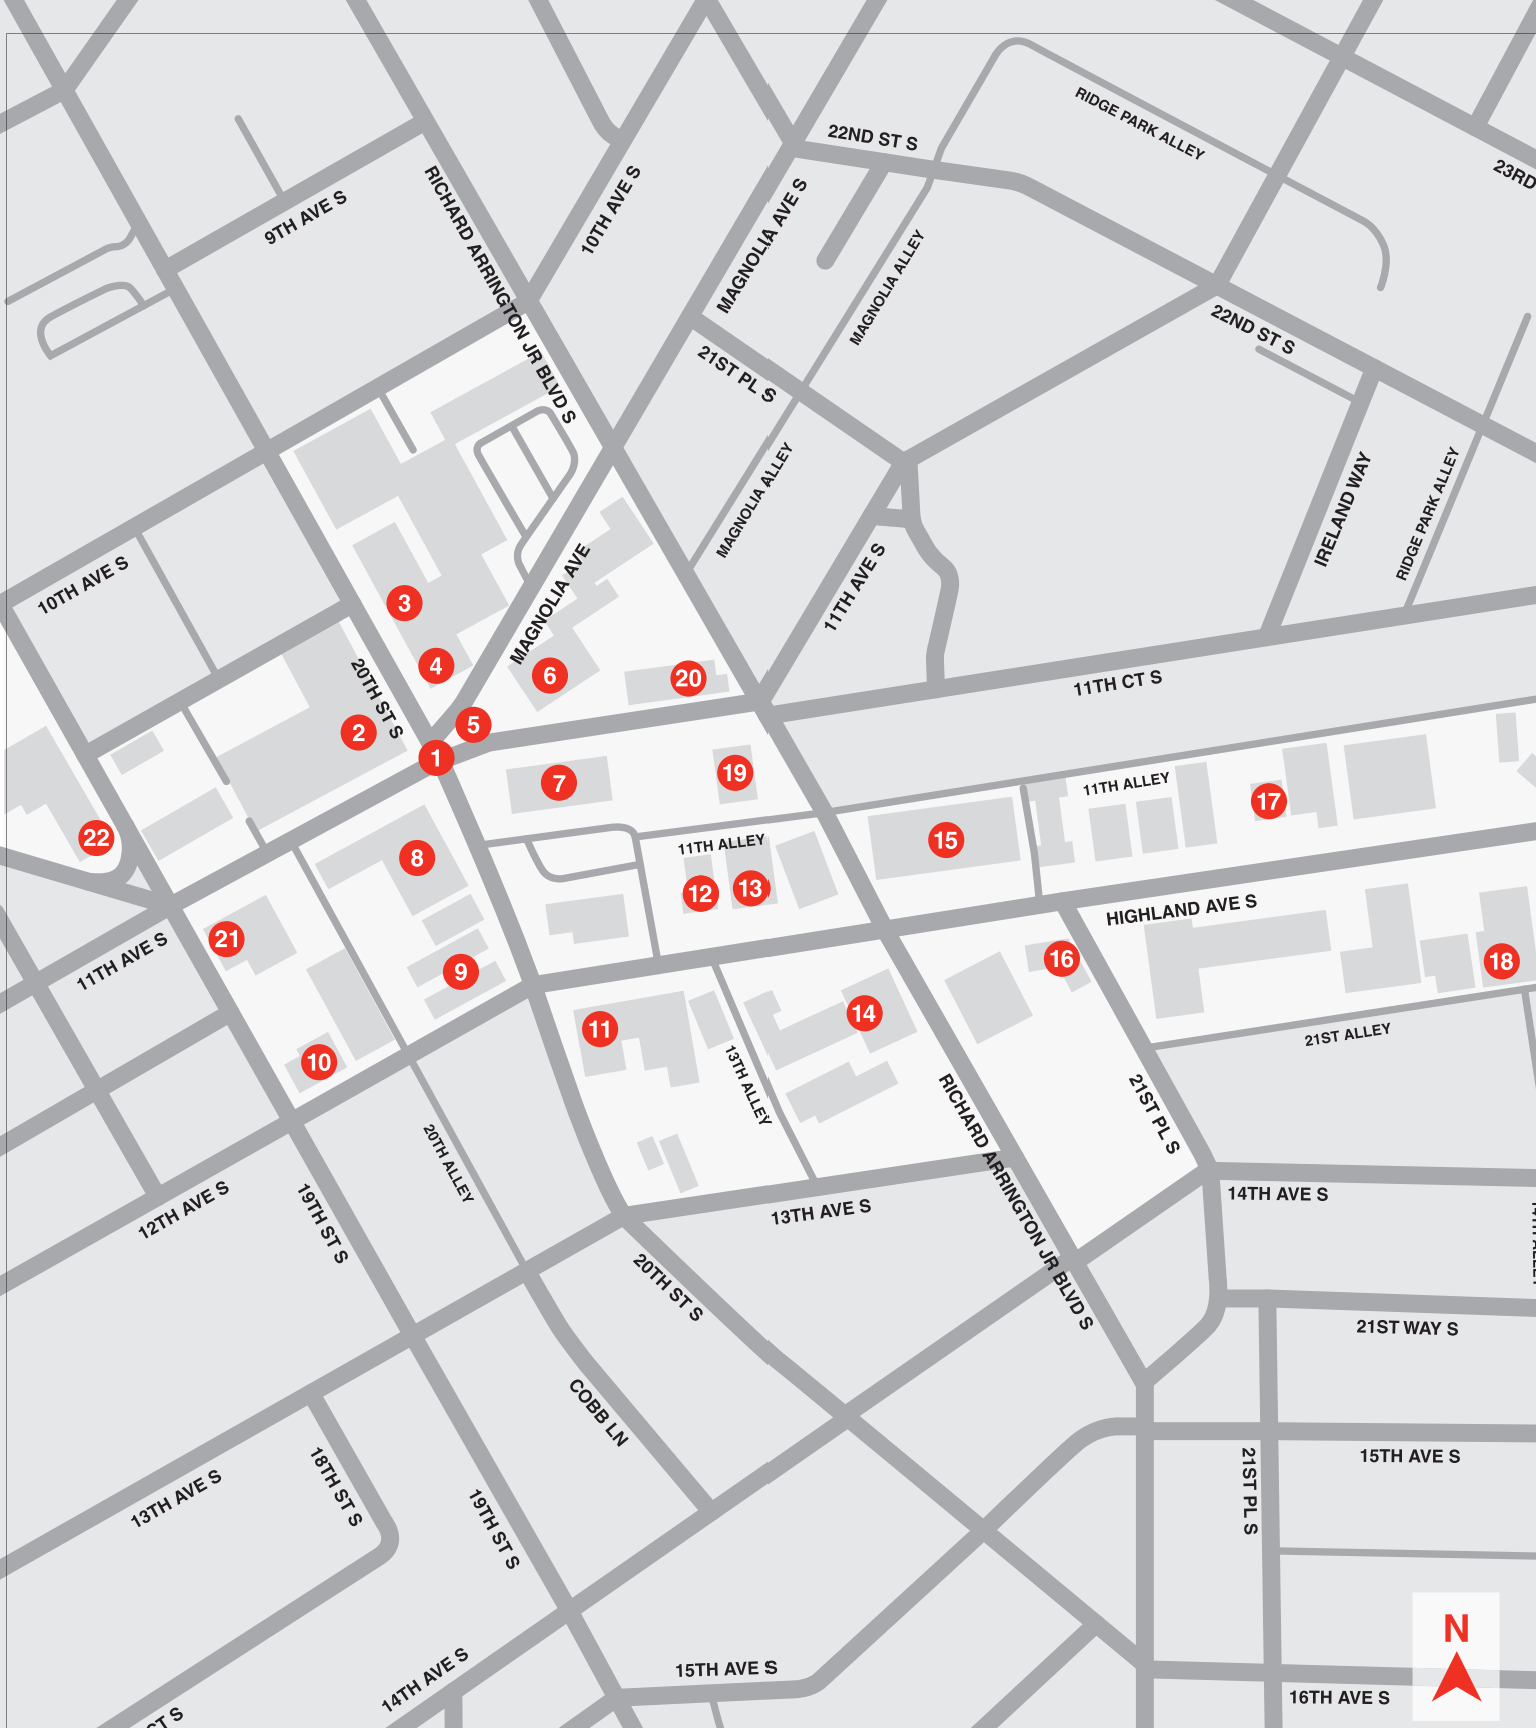 22ND ST S
RIDGE PARK ALLEY
23RD
RICHARD ARRINGTON JR BLVD S
10TH AVE S
9TH AVE S
MAGNOLIA AVE S
MAGNOLIA ALLEY
22ND ST S
21ST PL S
MAGNOLIA ALLEY
IRELAND WAY
RIDGE PARK ALLEY
10TH AVE S
MAGNOLIA AVE
11TH AVE S
3
4
6
20
20TH ST S
11TH CT S
2
5
1
7
19
11TH ALLEY
17
22
8
11TH ALLEY
15
12
13
HIGHLAND AVE S
21
11TH AVE S
9
16
18
11
14
10
21ST ALLEY
13TH ALLEY
RICHARD ARRINGTON JR BLVD S
21ST PL S
20TH ALLEY
12TH AVE S
19TH ST S
13TH AVE S
14TH AVE S
20TH ST S
21ST WAY S
COBB LN
18TH ST S
13TH AVE S
19TH ST S
21ST PL S
15TH AVE S
14TH AVE S
15TH AVE S
N
16TH AVE S
ST S